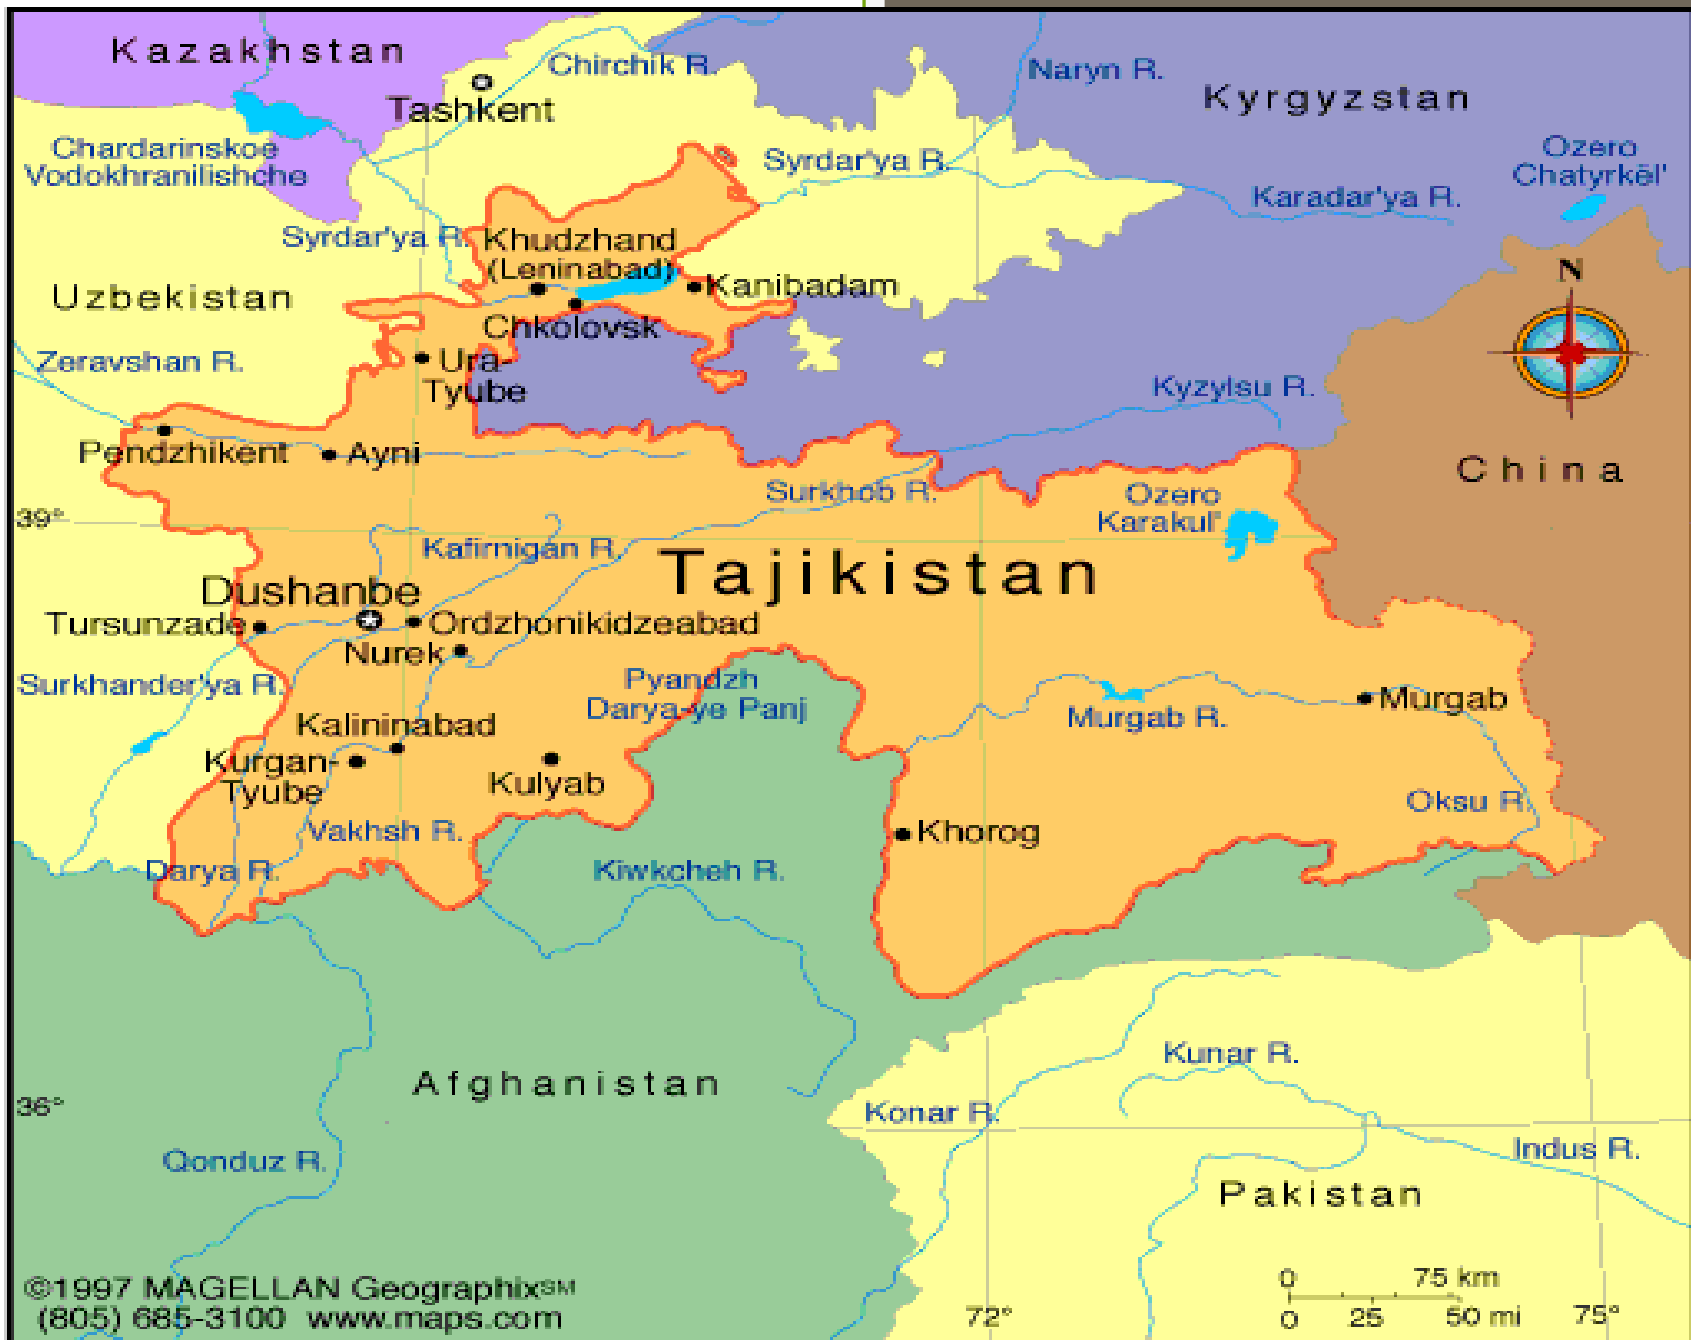 Kazakhstan
Chirchik R.
Naryn R.
Kyrgyzstan
Tashkent
Chardarinskoe
Vodokhranilishche
Syrdar'ya R.
Ozero
Chatyrkël'
Karadar'ya R.
Syrdar'ya R.
Khudzhand
(Leninabad)
N
Uzbekistan
Kanibadam
Chkolovsk
Zeravshan R.
Ura-
Tyube
Kyzylsu R.
Pendzhikent
Ayni
China
Surkhob R.
Ozero
Karakul'
39°
Kafirnigan R.
Tajikistan
Dushanbe
Tursunzade
Ordzhonikidzeabad
Nurek
Surkhander'ya R.
Pyandzh
Darya-ye Panj
Murgab
Murgab R.
Kalininabad
Kurgan-
Tyube
Kulyab
Oksu R.
Vakhsh R.
Khorog
Darya R.
Kiwkcheh R.
Afghanistan
Kunar R.
36°
Konar R.
Indus R.
Qonduz R.
Pakistan
©1997 MAGELLAN Geographix℠
(805) 685-3100 www.maps.com
0 75 km
0 25 50 mi
72°
75°